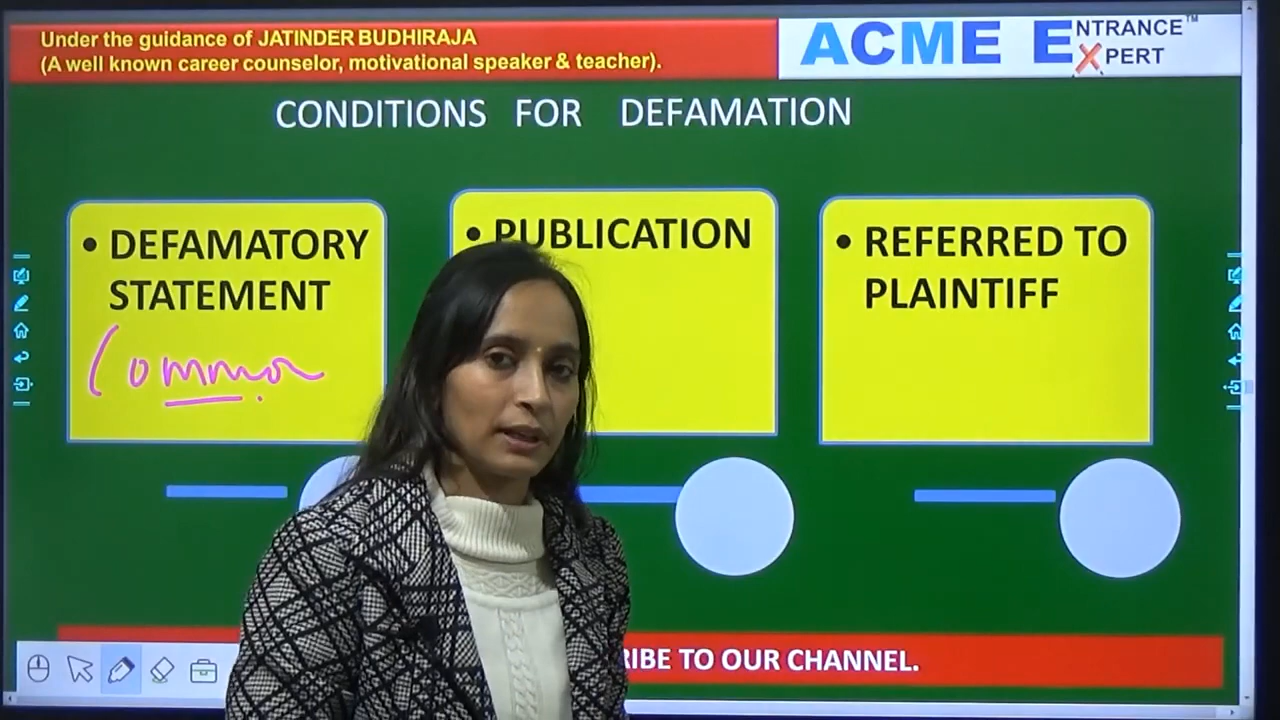 Under the guidance of JATINDER BUDHIRAJA
(A well known career counselor, motivational speaker & teacher).
ACME ENTRANCE EXPERT™
CONDITIONS FOR DEFAMATION
• DEFAMATORY
STATEMENT
Common
• PUBLICATION
• REFERRED TO
PLAINTIFF
RIBE TO OUR CHANNEL.